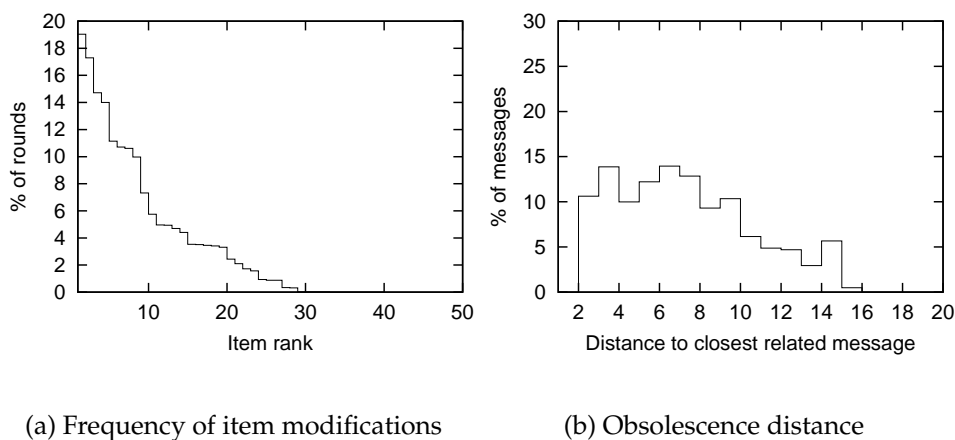 20
18
16
14
12
10
8
6
4
2
0
% of rounds
10 20 30 40 50
Item rank
30
25
20
15
10
5
0
% of messages
2 4 6 8 10 12 14 16 18 20
Distance to closest related message
(a) Frequency of item modifications
(b) Obsolescence distance